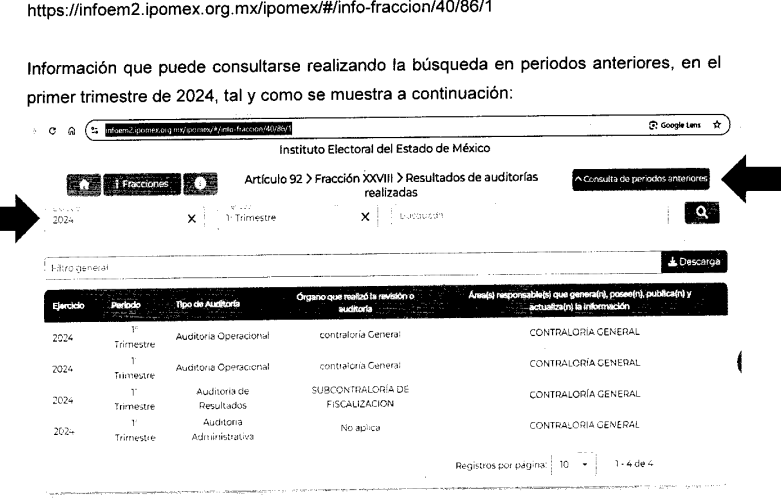 https://infoem2.ipomex.org.mx/ipomex/#/info-fraccion/40/86/1
Información que puede consultarse realizando la búsqueda en periodos anteriores, en el
primer trimestre de 2024, tal y como se muestra a continuación:
infoem2.ipomex.org.mx/ipomex/#/info-fraccion/40/86/1
Google Lens
Instituto Electoral del Estado de México
Fracciones
Artículo 92 > Fracción XXVIII > Resultados de auditorías
realizadas
Consulta de periodos anteriores
2024 X
1° Trimestre X
Búsqueda
Filtro general
Descarga
Ejercicio Periodo Tipo de Auditoría Órgano que realizó la revisión o auditoría Área(s) responsable(s) que genera(n), posee(n), publica(n) y actualiza(n) la información
2024 1° Trimestre Auditoria Operacional contraloría General CONTRALORÍA GENERAL
2024 1° Trimestre Auditoria Operacional contraloria General CONTRALORÍA GENERAL
2024 1° Trimestre Auditoria de Resultados SUBCONTRALORÍA DE FISCALIZACION CONTRALORÍA GENERAL
2024 1° Trimestre Auditoria Administrativa No aplica CONTRALORÍA GENERAL
Registros por página: 10 1 - 4 de 4